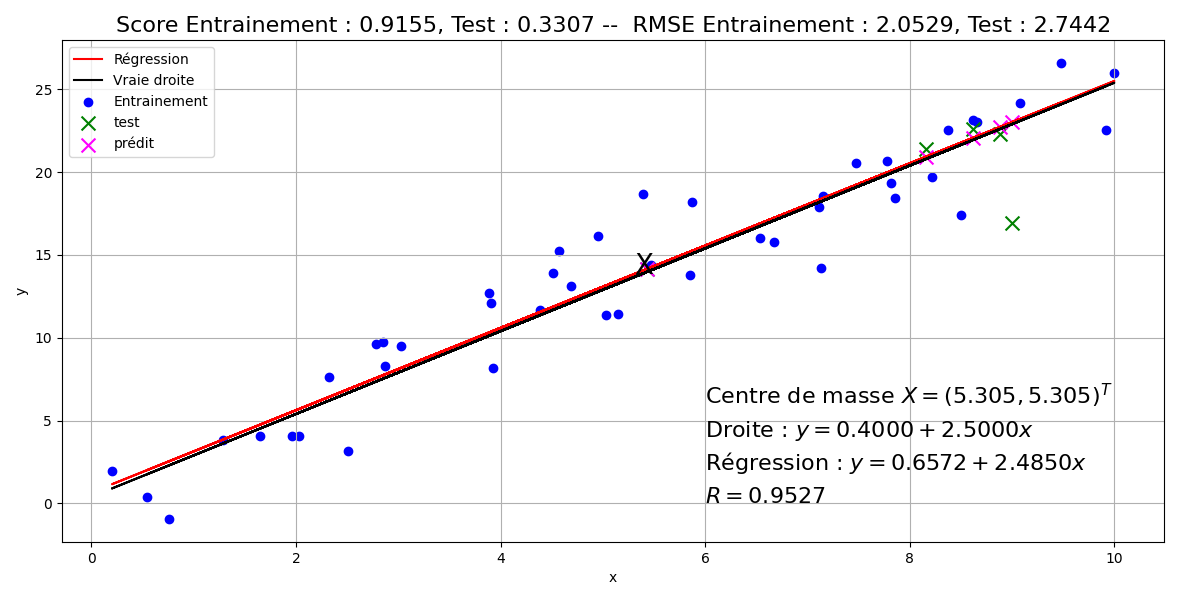 Score Entrainement : 0.9155, Test : 0.3307 --  RMSE Entrainement : 2.0529, Test : 2.7442
Régression
Vraie droite
Entrainement
test
prédit
25
20
15
10
5
0
y
Centre de masse X = (5.305, 5.305)^T
Droite : y = 0.4000 + 2.5000x
Régression : y = 0.6572 + 2.4850x
R = 0.9527
0 2 4 6 8 10
x